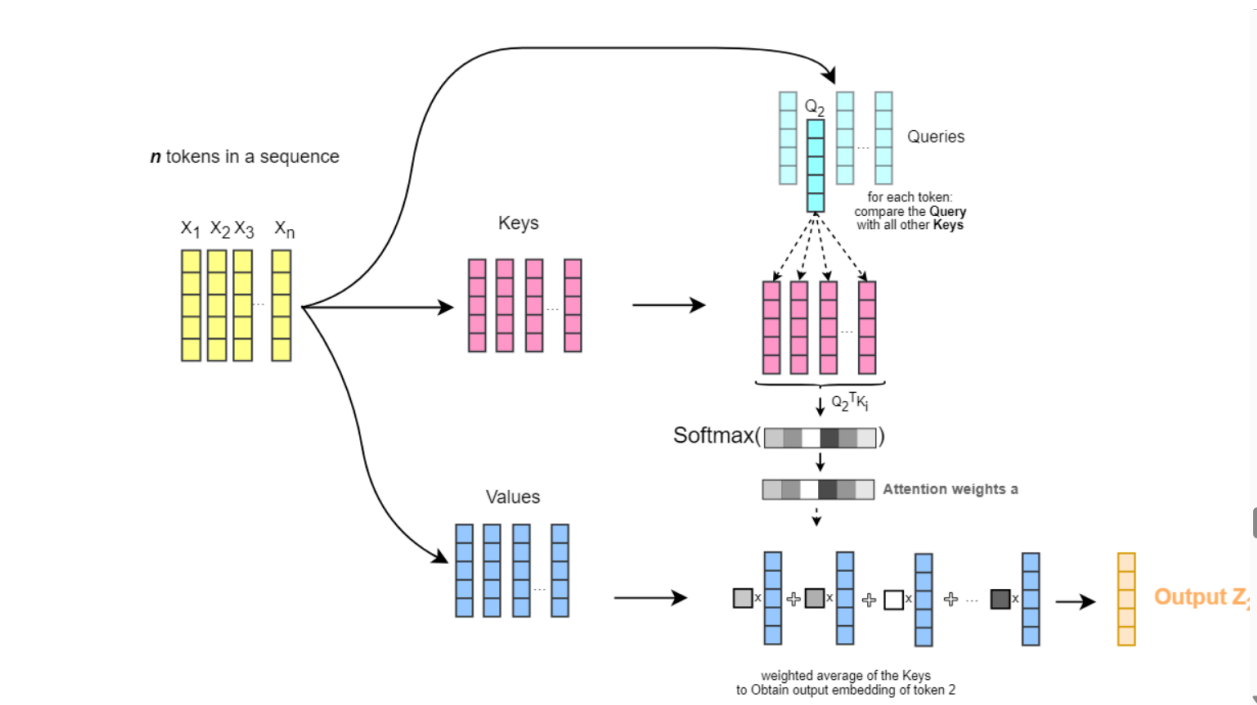 n tokens in a sequence
X1 X2 X3 Xn
...
Keys
...
Q2
...
Queries
for each token:
compare the Query
with all other Keys
...
Q2TKi
Softmax( )
Attention weights a
Values
...
x + x + x + ... x
Output Z
weighted average of the Keys
to Obtain output embedding of token 2